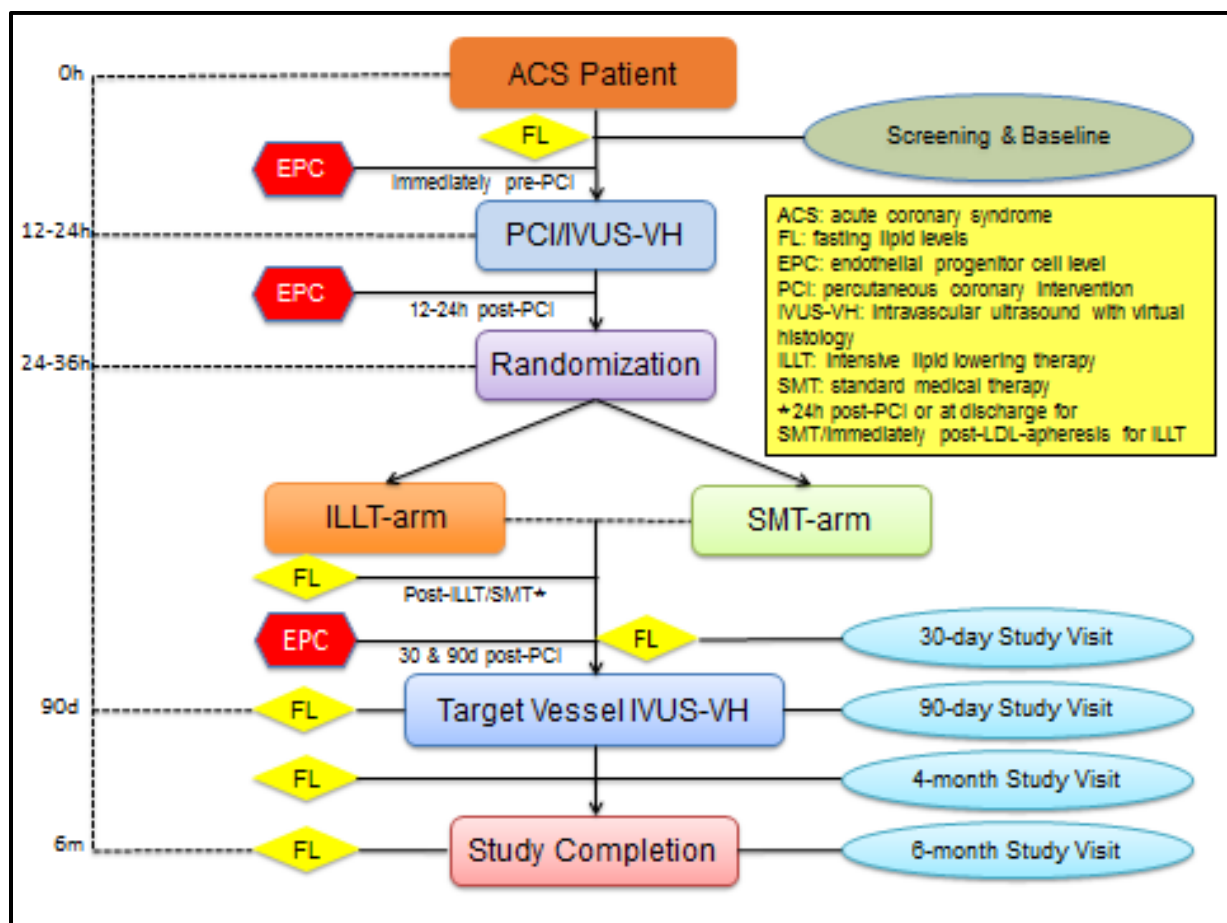 0h
ACS Patient
FL
Screening & Baseline
EPC
Immediately pre-PCI
12-24h
PCI/IVUS-VH
ACS: acute coronary syndrome
FL: fasting lipid levels
EPC: endothelial progenitor cell level
PCI: percutaneous coronary intervention
IVUS-VH: Intravascular ultrasound with virtual
histology
ILLT: Intensive lipid lowering therapy
SMT: standard medical therapy
*24h post-PCI or at discharge for
SMT/Immediately post-LDL-apheresis for ILLT
EPC
12-24h post-PCI
24-36h
Randomization
ILLT-arm
SMT-arm
FL
Post-ILLT/SMT*
EPC
30 & 90d post-PCI
FL
30-day Study Visit
90d
FL
Target Vessel IVUS-VH
90-day Study Visit
FL
4-month Study Visit
6m
FL
Study Completion
6-month Study Visit